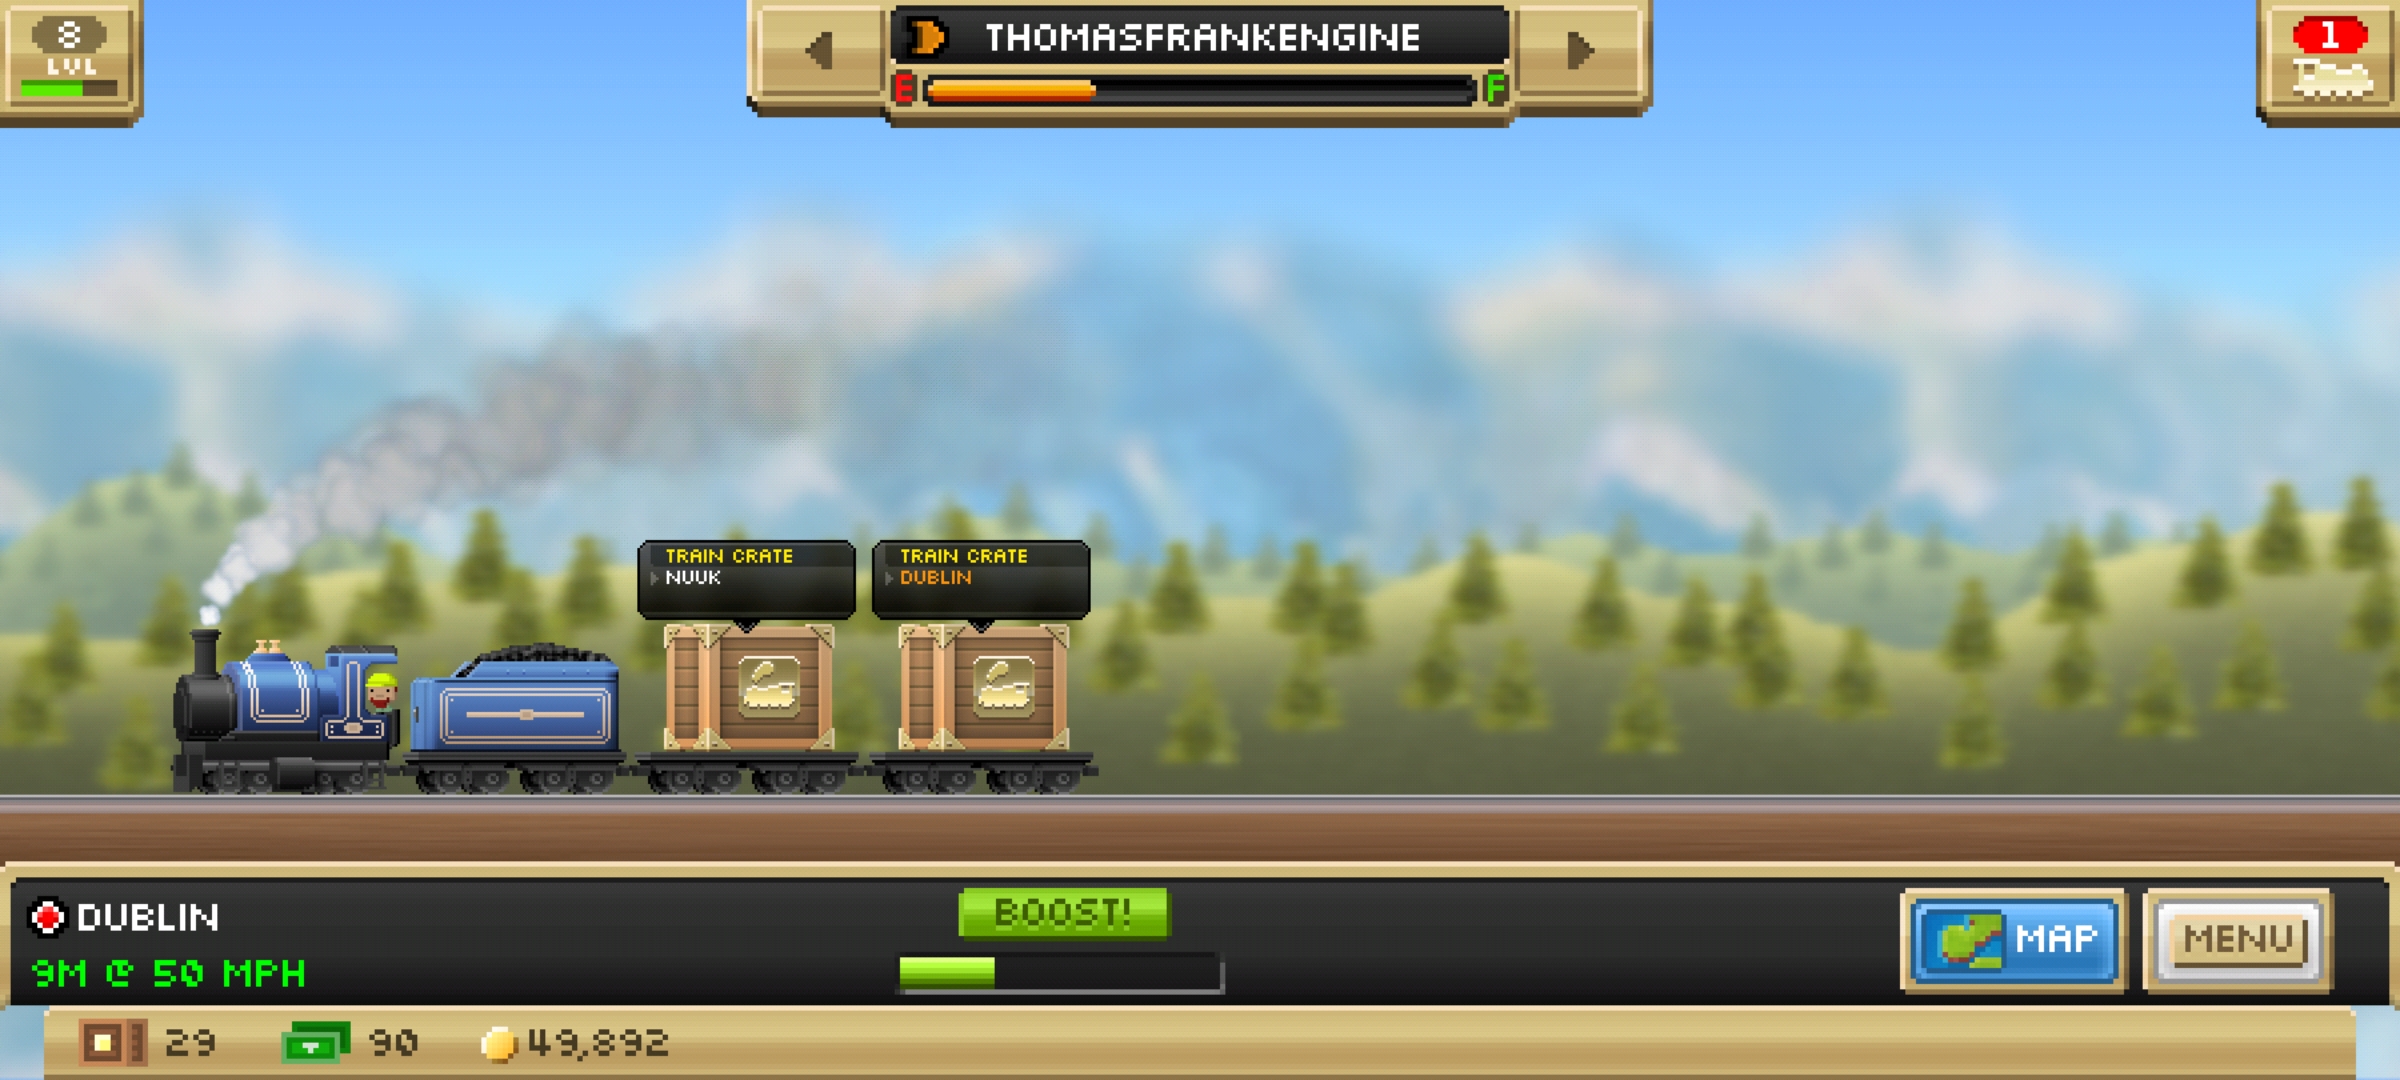 8
LVL
THOMASFRANKENGINE
E F
1
TRAIN CRATE
NUUK
TRAIN CRATE
DUBLIN
DUBLIN
9M @ 50 MPH
BOOST!
MAP
MENU
29
90
49,892